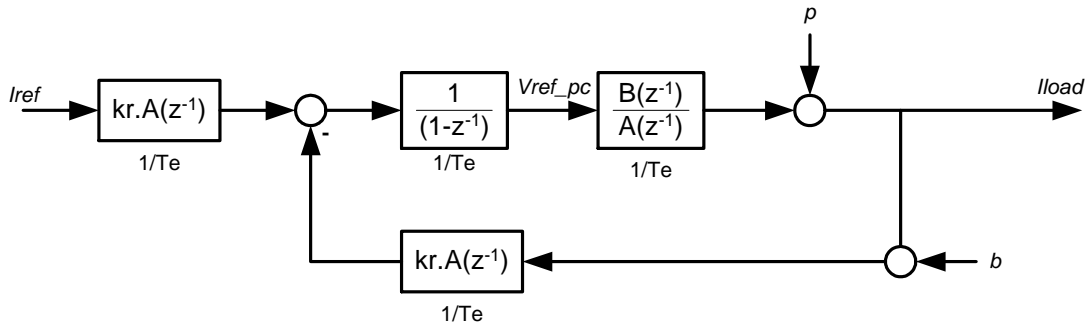 p
Iref
kr.A(z⁻¹)
-
1
(1-z⁻¹)
Vref_pc
B(z⁻¹)
A(z⁻¹)
Iload
1/Te
1/Te
1/Te
kr.A(z⁻¹)
b
1/Te